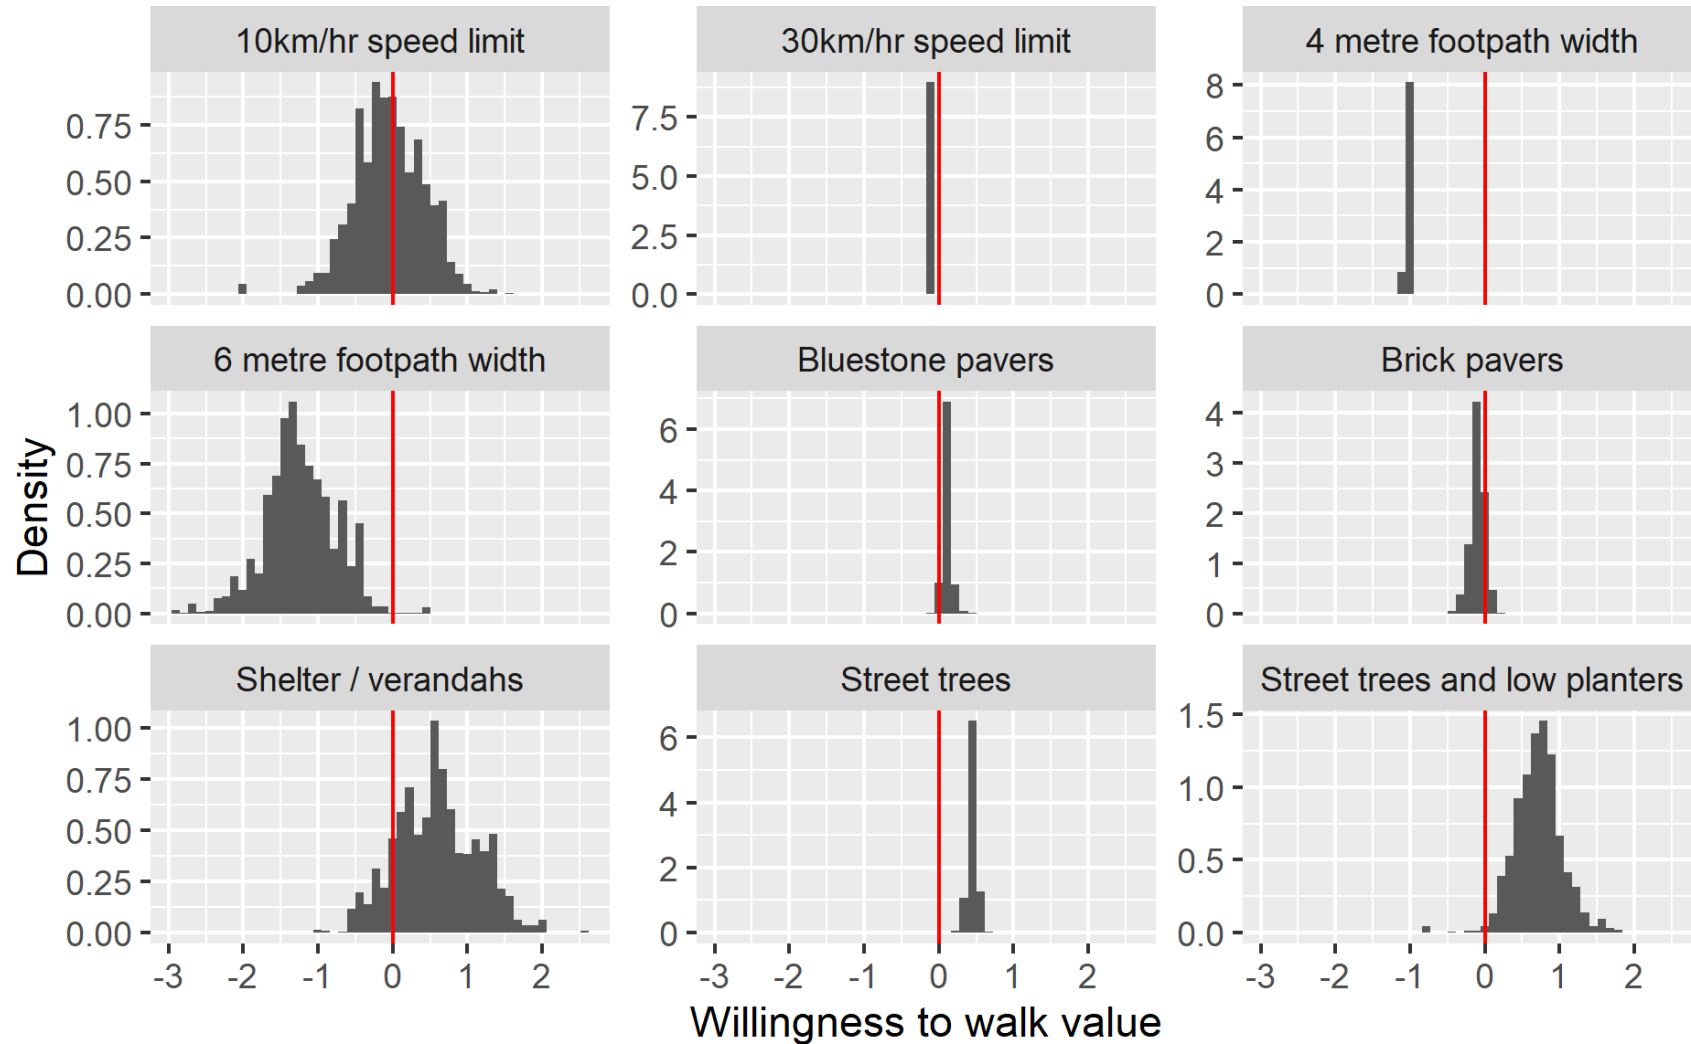 10km/hr speed limit
30km/hr speed limit
4 metre footpath width
0.75
0.50
0.25
0.00
7.5
5.0
2.5
0.0
8
6
4
2
0
6 metre footpath width
Bluestone pavers
Brick pavers
Density
1.00
0.75
0.50
0.25
0.00
6
4
2
0
4
3
2
1
0
Shelter / verandahs
Street trees
Street trees and low planters
1.00
0.75
0.50
0.25
0.00
6
4
2
0
1.5
1.0
0.5
0.0
-3 -2 -1 0 1 2
-3 -2 -1 0 1 2
-3 -2 -1 0 1 2
Willingness to walk value